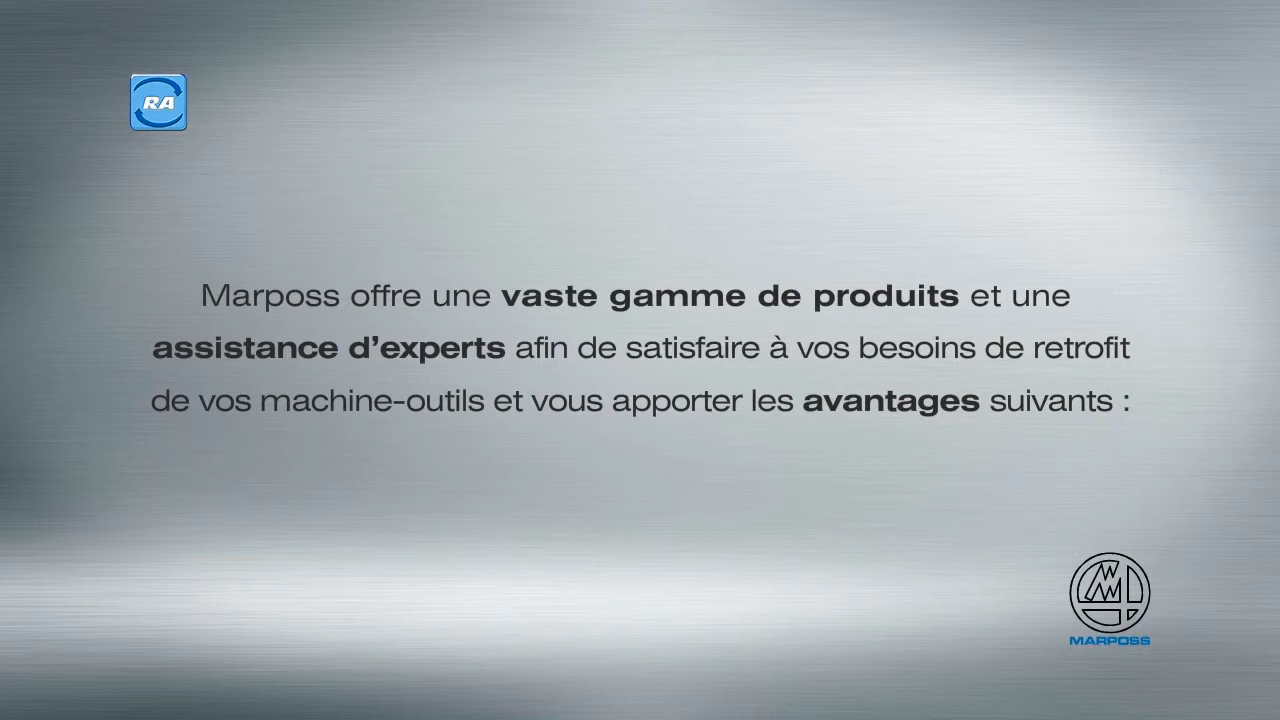 RA
Marposs offre une vaste gamme de produits et une
assistance d’experts afin de satisfaire à vos besoins de retrofit
de vos machine-outils et vous apporter les avantages suivants :
MARPOSS